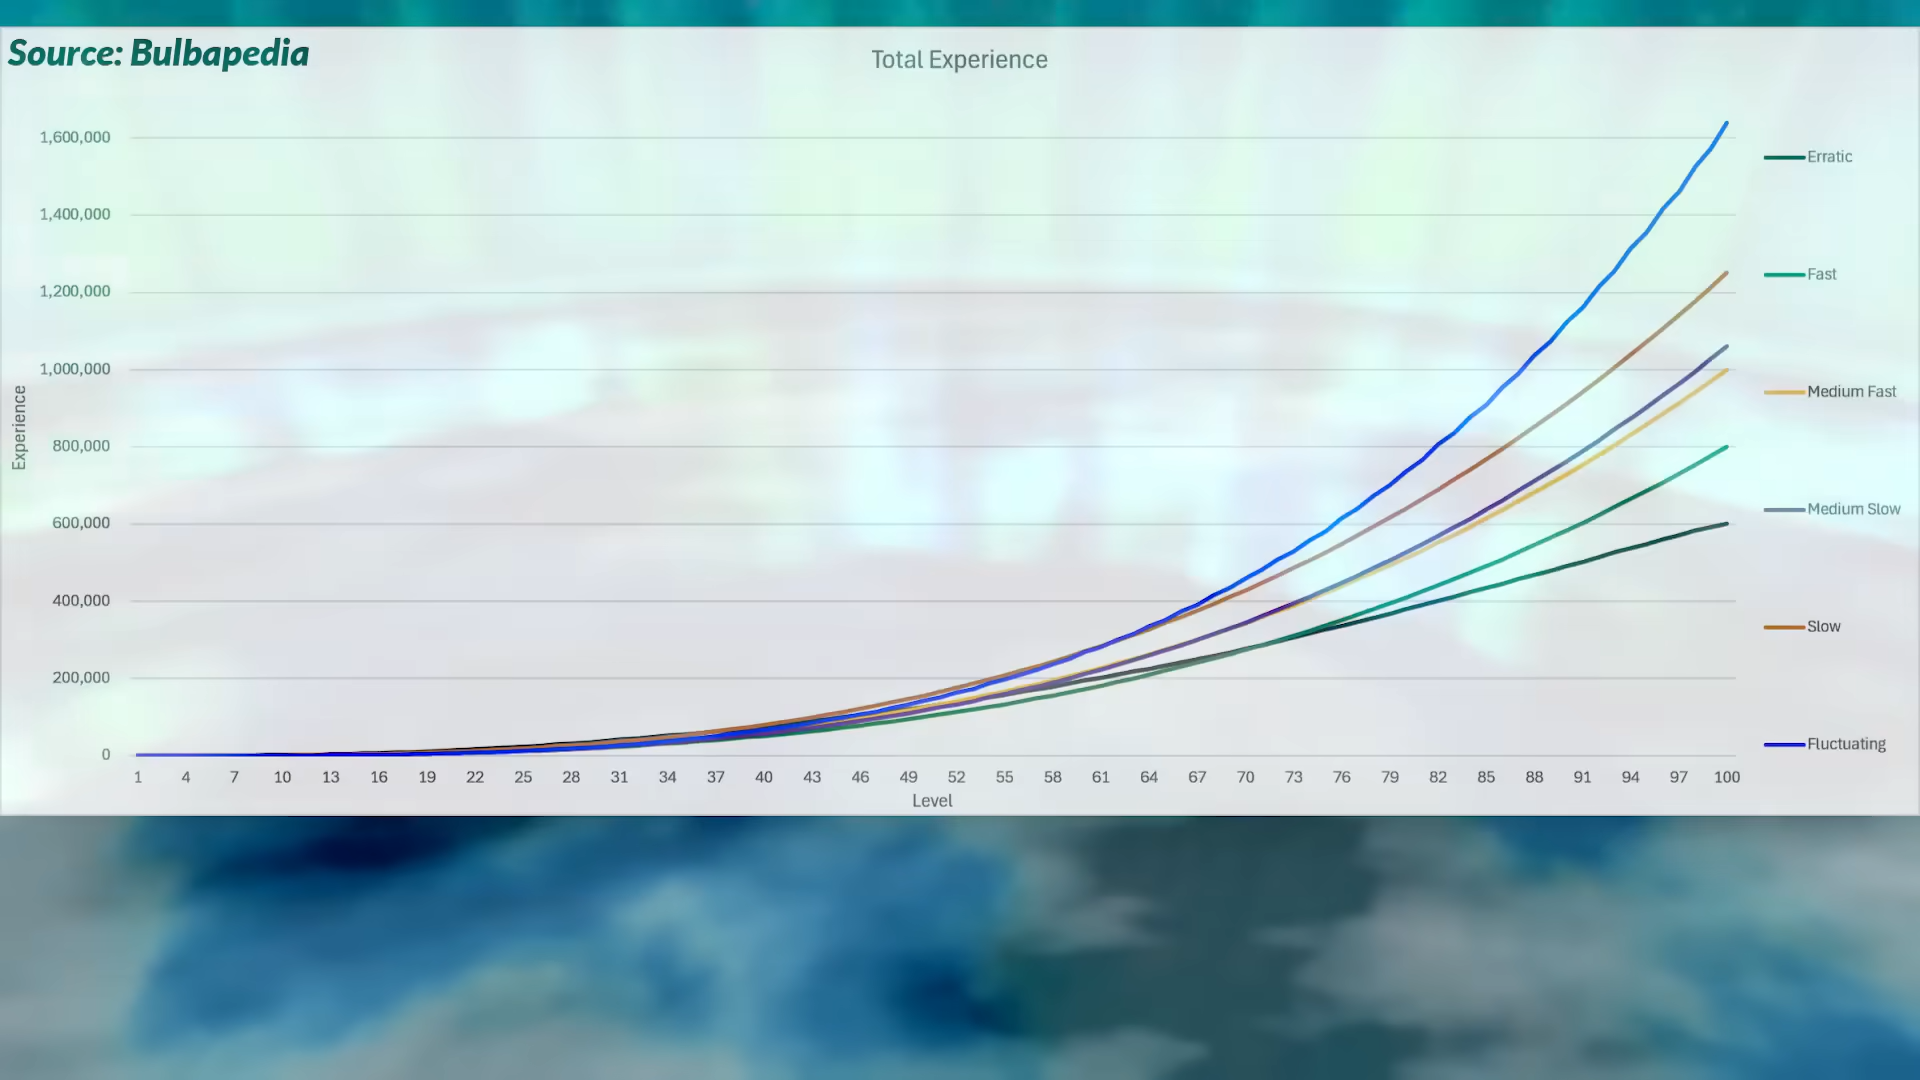 Source: Bulbapedia
Total Experience
1,600,000
1,400,000
1,200,000
1,000,000
800,000
600,000
400,000
200,000
0
Experience
1 4 7 10 13 16 19 22 25 28 31 34 37 40 43 46 49 52 55 58 61 64 67 70 73 76 79 82 85 88 91 94 97 100
Level
Erratic
Fast
Medium Fast
Medium Slow
Slow
Fluctuating